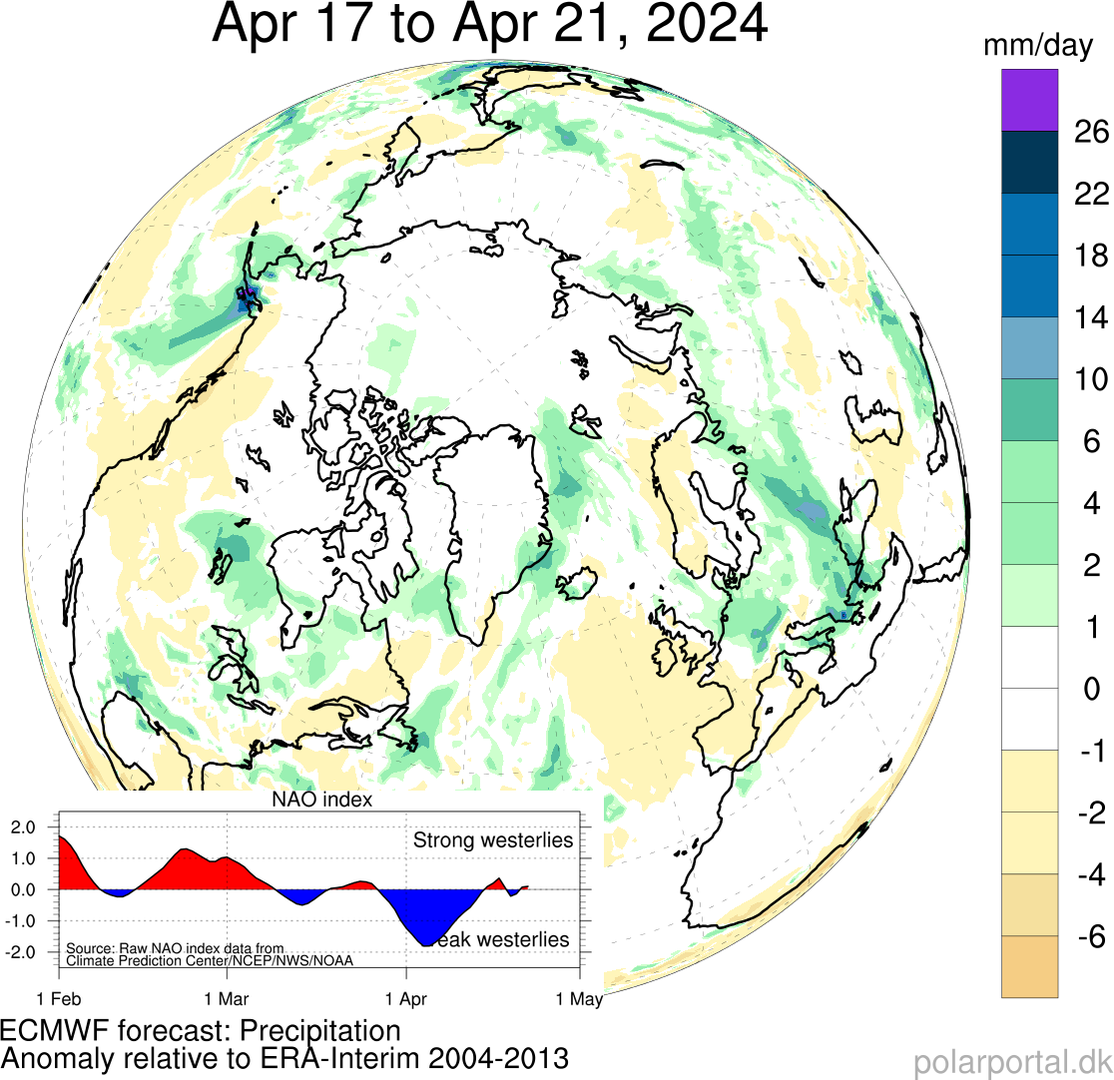 Apr 17 to Apr 21, 2024
mm/day
26
22
18
14
10
6
4
2
1
0
-1
-2
-4
-6
NAO index
2.0
1.0
0.0
-1.0
-2.0
Strong westerlies
eak westerlies
Source: Raw NAO index data from
Climate Prediction Center/NCEP/NWS/NOAA
1 Feb
1 Mar
1 Apr
1 May
ECMWF forecast: Precipitation
Anomaly relative to ERA-Interim 2004-2013
polarportal.dk